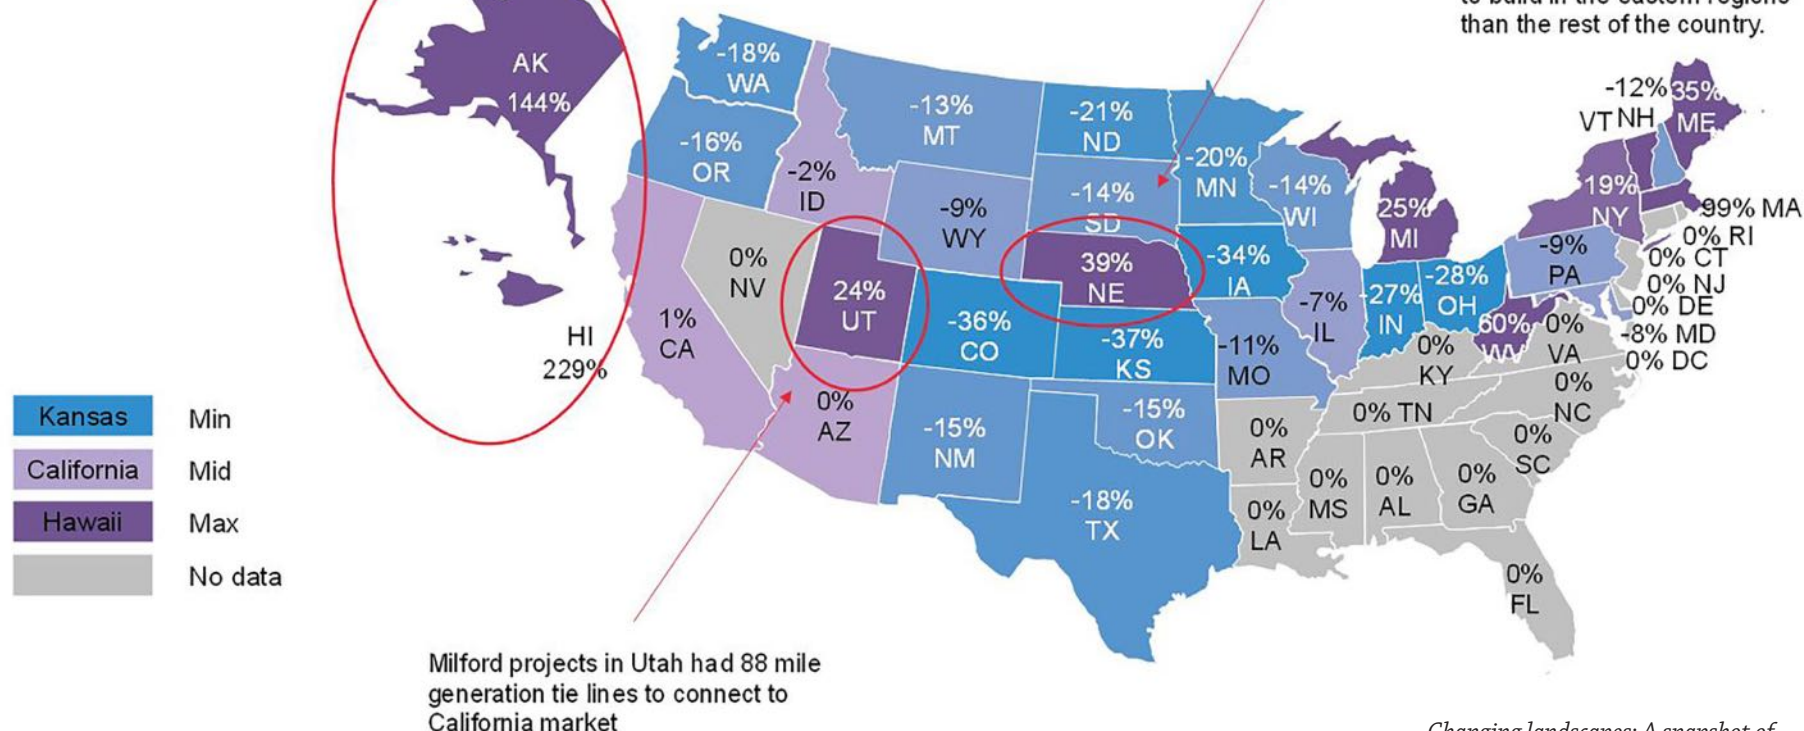 than the rest of the country.
AK
144%
-18%
WA
-13%
MT
-21%
ND
-12%
35%
VT
NH
ME
-16%
OR
-2%
ID
-9%
WY
-14%
SD
-20%
MN
-14%
WI
25%
MI
19%
NY
99% MA
0% RI
0% CT
0% NJ
0% DE
-8% MD
0% DC
-9%
PA
0%
NV
24%
UT
39%
NE
-34%
IA
-7%
IL
-27%
IN
-28%
OH
60%
WV
0%
VA
1%
CA
-36%
CO
-37%
KS
-11%
MO
0%
KY
HI
229%
0%
AZ
-15%
NM
-15%
OK
0%
AR
0% TN
0%
NC
0%
SC
-18%
TX
0%
LA
0%
MS
0%
AL
0%
GA
0%
FL
Kansas Min
California Mid
Hawaii Max
No data
Milford projects in Utah had 88 mile
generation tie lines to connect to
California market
Changing landscapes: A snapshot of